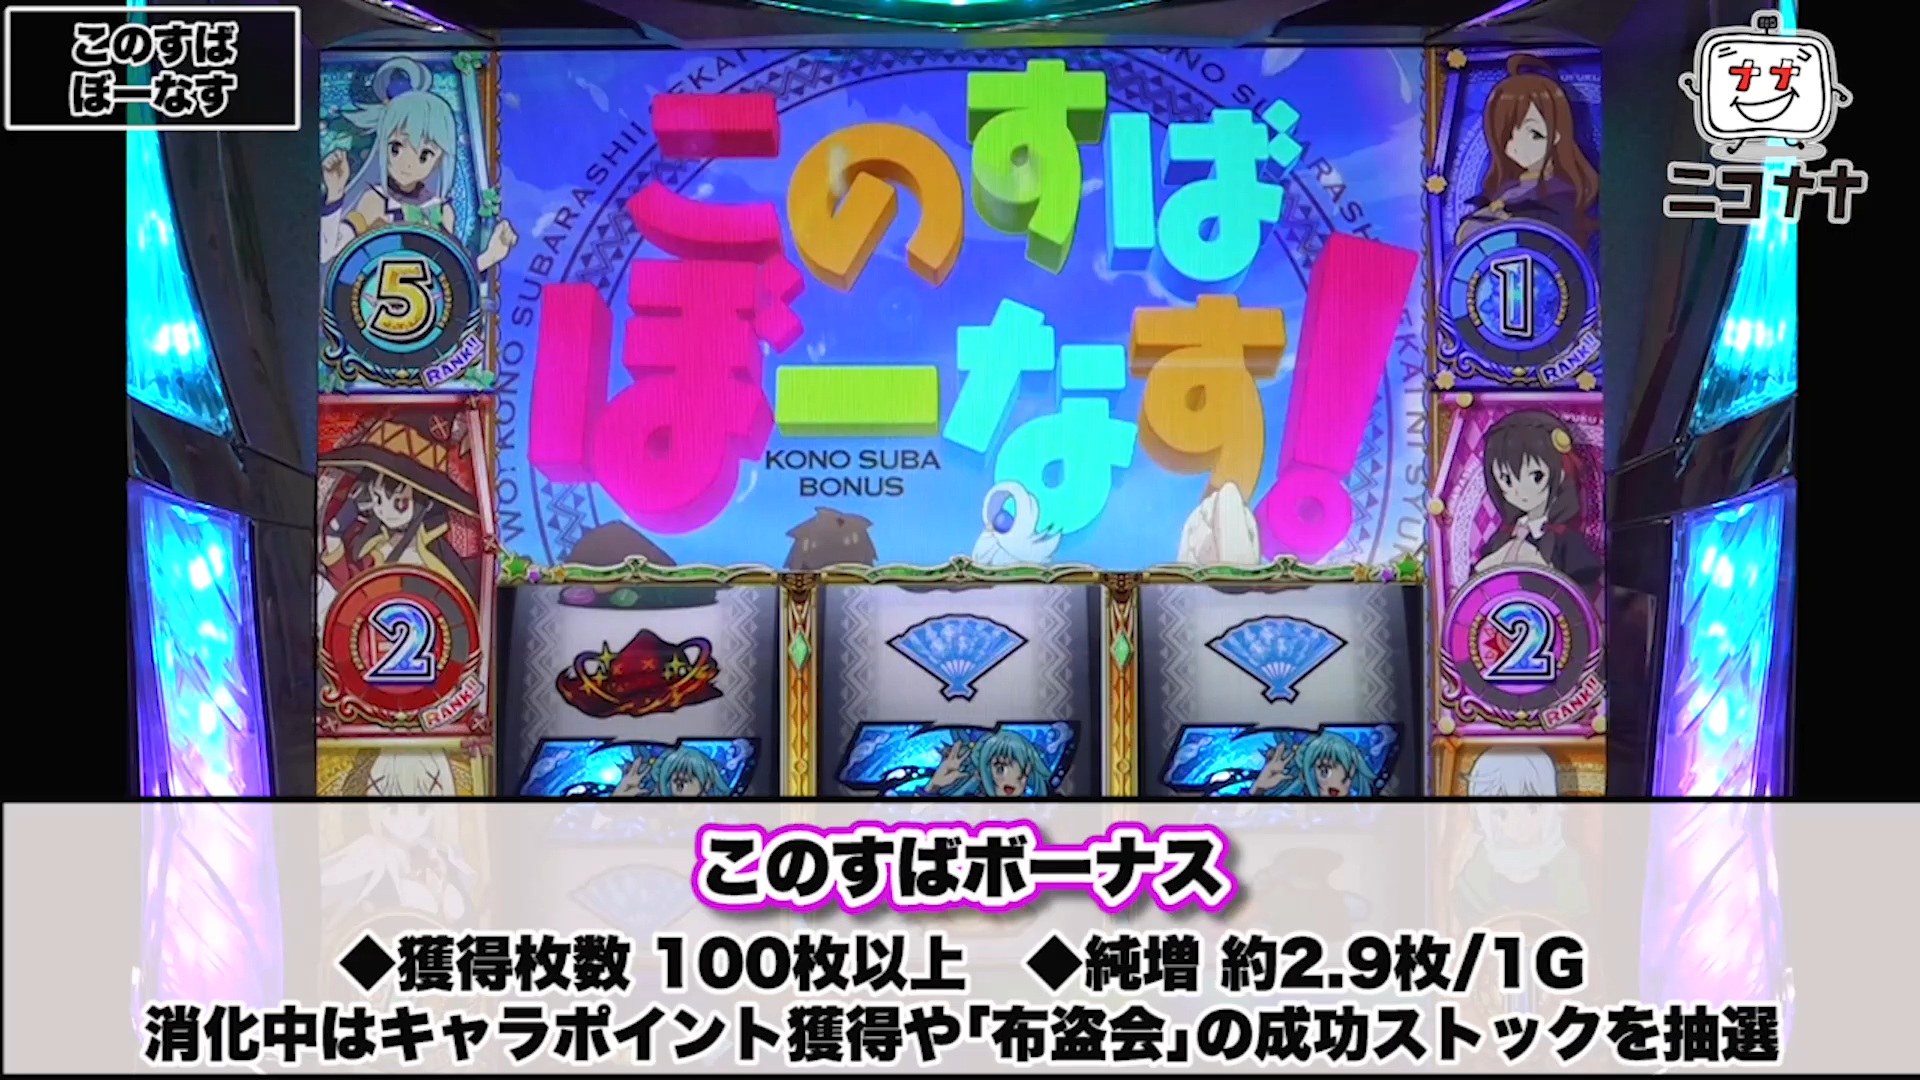 このすば
ぼーなす
ニコナナ
このすば
ぼーなす!
KONO SUBA
BONUS
5
RANK!!
2
RANK!!
1
RANK!!
2
RANK!!
このすばボーナス
◆獲得枚数 100枚以上 ◆純増 約2.9枚/1G
消化中はキャラポイント獲得や「布盗会」の成功ストックを抽選